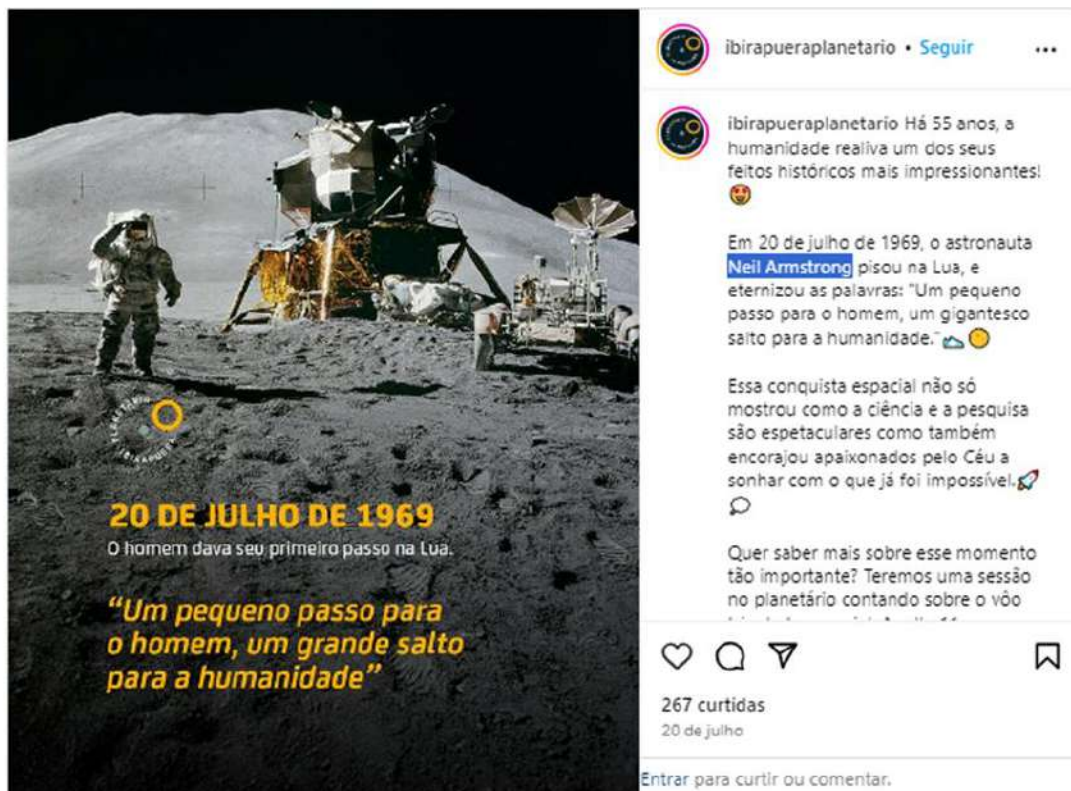 20 DE JULHO DE 1969
O homem dava seu primeiro passo na Lua.
“Um pequeno passo para
o homem, um grande salto
para a humanidade”
ibirapueraplanetario • Seguir
ibirapueraplanetario Há 55 anos, a
humanidade realiva um dos seus
feitos históricos mais impressionantes!
Em 20 de julho de 1969, o astronauta
Neil Armstrong pisou na Lua, e
eternizou as palavras: "Um pequeno
passo para o homem, um gigantesco
salto para a humanidade."
Essa conquista espacial não só
mostrou como a ciência e a pesquisa
são espetaculares como também
encorajou apaixonados pelo Céu a
sonhar com o que já foi impossível.
Quer saber mais sobre esse momento
tão importante? Teremos uma sessão
no planetário contando sobre o vôo
267 curtidas
20 de julho
Entrar para curtir ou comentar.